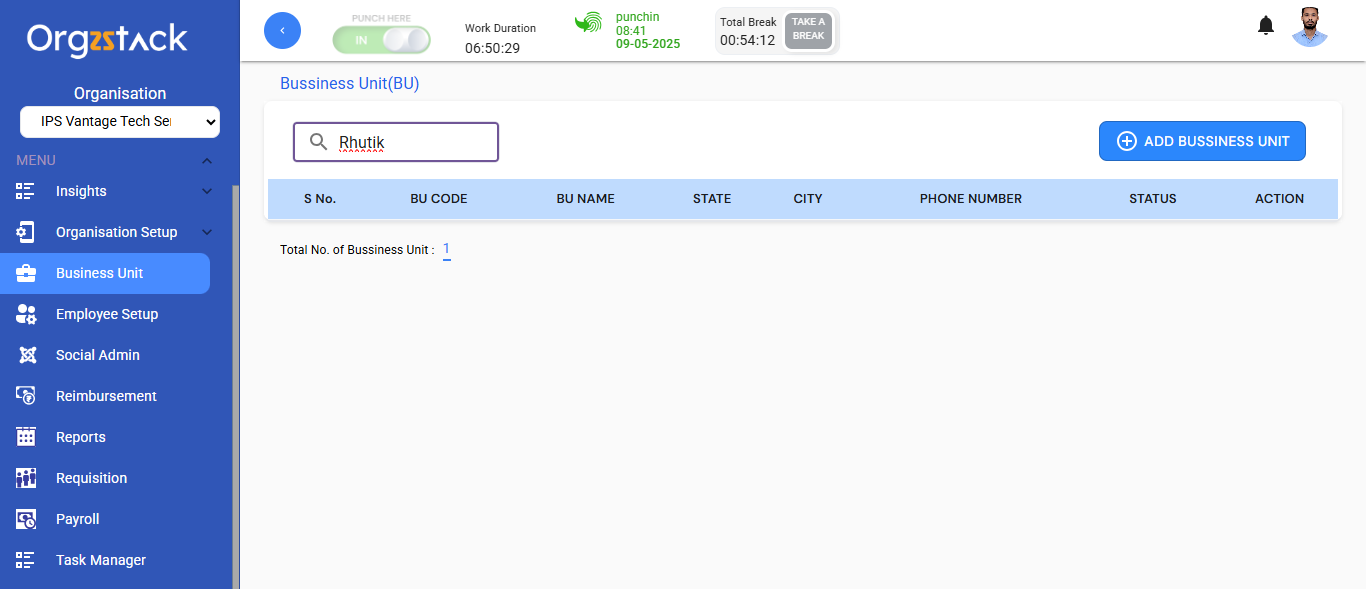 Orgzstack
Organisation
IPS Vantage Tech Ser
MENU
Insights
Organisation Setup
Business Unit
Employee Setup
Social Admin
Reimbursement
Reports
Requisition
Payroll
Task Manager
PUNCH HERE
IN
Work Duration
06:50:29
punchin
08:41
09-05-2025
Total Break
00:54:12
TAKE A
BREAK
Bussiness Unit(BU)
Rhutik
ADD BUSSINESS UNIT
S No. BU CODE BU NAME STATE CITY PHONE NUMBER STATUS ACTION
Total No. of Bussiness Unit : 1